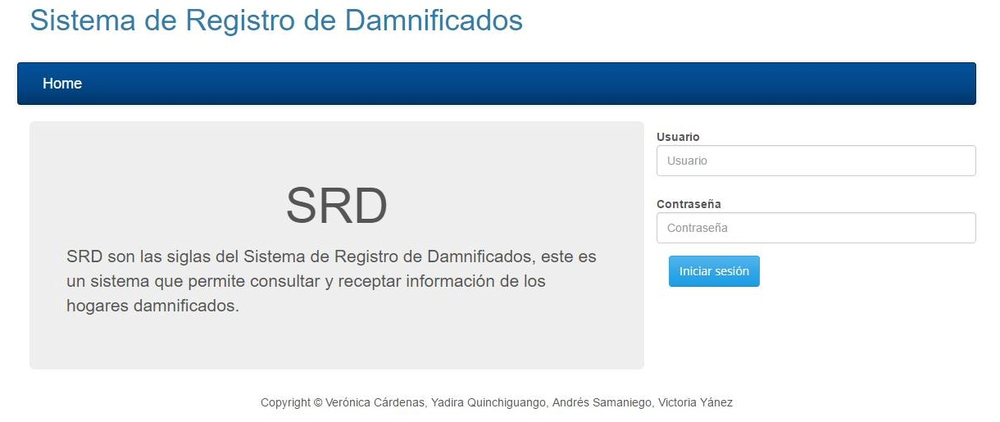 Sistema de Registro de Damnificados
Home
SRD
SRD son las siglas del Sistema de Registro de Damnificados, este es
un sistema que permite consultar y receptar información de los
hogares damnificados.
Usuario
Usuario
Contraseña
Contraseña
Iniciar sesión
Copyright © Verónica Cárdenas, Yadira Quinchiguango, Andrés Samaniego, Victoria Yánez